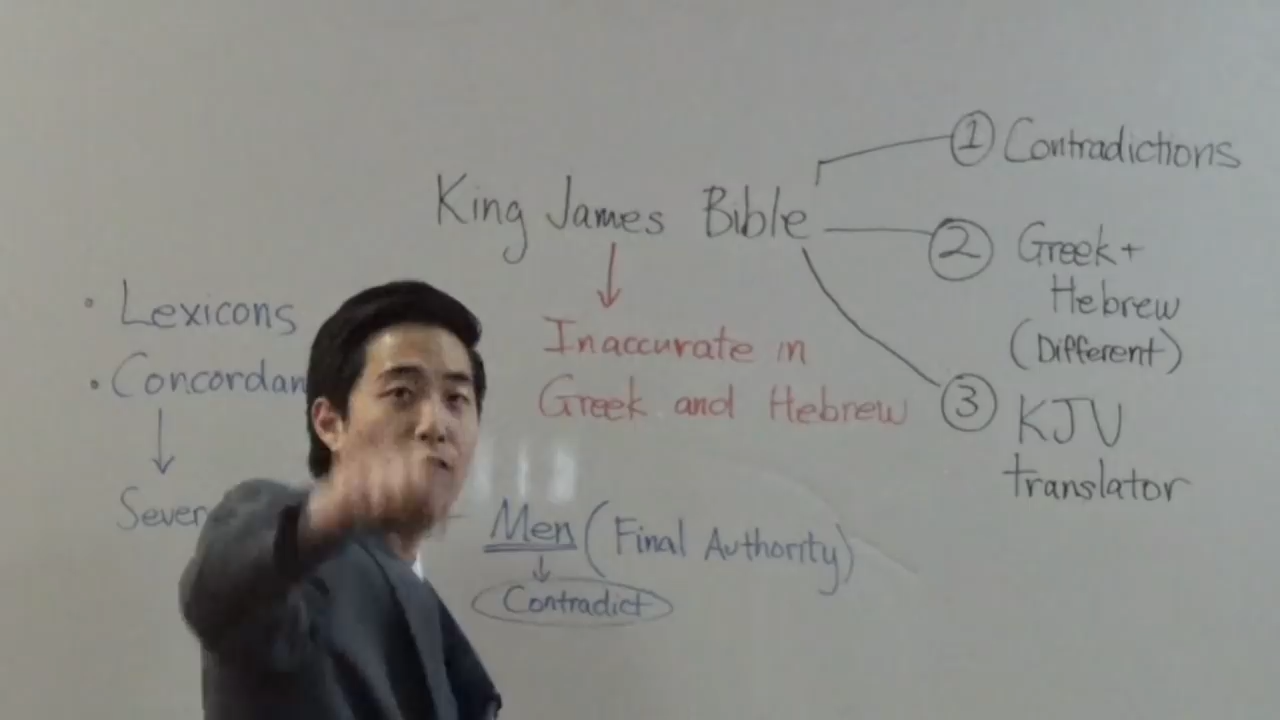 King James Bible
Inaccurate in
Greek and Hebrew
① Contradictions
② Greek +
Hebrew
(Different)
③ KJV
translator
• Lexicons
•
Men (Final Authority)
Contradict